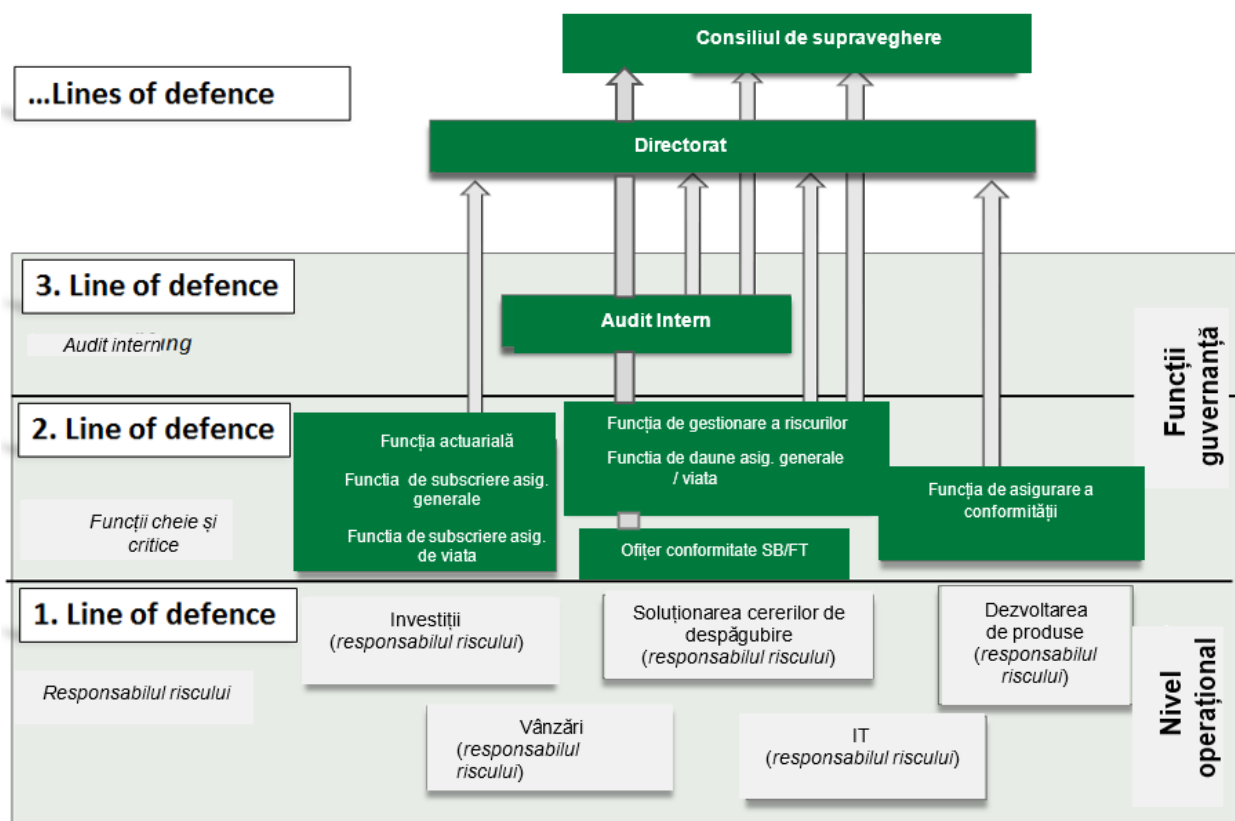 Consiliul de supraveghere
...Lines of defence
Directorat
3. Line of defence
Audit intern
Audit Intern
Funcții
guvernanță
2. Line of defence
Funcții cheie și
critice
Funcția actuarială
Functia de subscriere asig.
generale
Functia de subscriere asig.
de viata
Funcția de gestionare a riscurilor
Functia de daune asig. generale
/ viata
Ofițer conformitate SB/FT
Funcția de asigurare a
conformității
1. Line of defence
Responsabilul riscului
Investiții
(responsabilul riscului)
Soluționarea cererilor de
despăgubire
(responsabilul riscului)
Dezvoltarea
de produse
(responsabilul
riscului)
Vânzări
(responsabilul
riscului)
IT
(responsabilul riscului)
Nivel
operațional